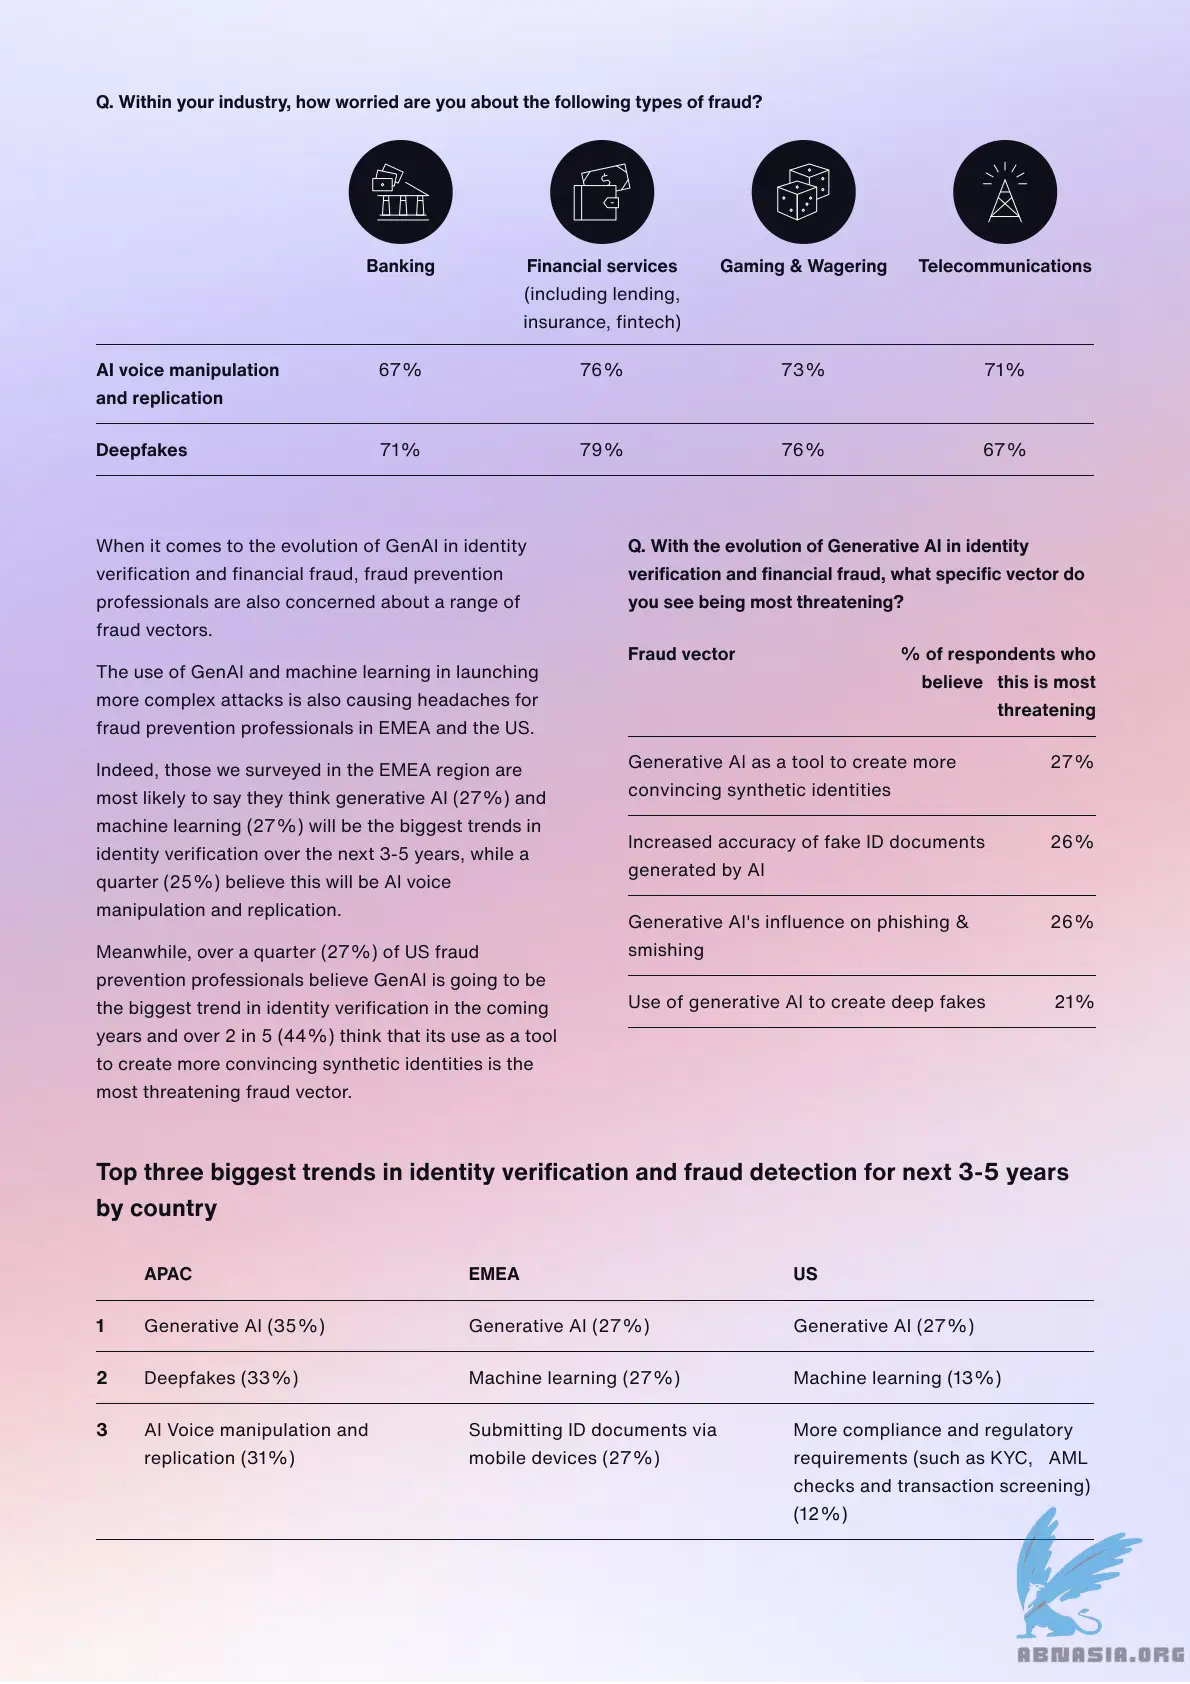 Q. Within your industry, how worried are you about the following types of fraud?
Banking
Financial services
(including lending,
insurance, fintech)
Gaming & Wagering
Telecommunications
AI voice manipulation
and replication
67%
76%
73%
71%
Deepfakes
71%
79%
76%
67%
When it comes to the evolution of GenAI in identity
verification and financial fraud, fraud prevention
professionals are also concerned about a range of
fraud vectors.
The use of GenAI and machine learning in launching
more complex attacks is also causing headaches for
fraud prevention professionals in EMEA and the US.
Indeed, those we surveyed in the EMEA region are
most likely to say they think generative AI (27%) and
machine learning (27%) will be the biggest trends in
identity verification over the next 3-5 years, while a
quarter (25%) believe this will be AI voice
manipulation and replication.
Meanwhile, over a quarter (27%) of US fraud
prevention professionals believe GenAI is going to be
the biggest trend in identity verification in the coming
years and over 2 in 5 (44%) think that its use as a tool
to create more convincing synthetic identities is the
most threatening fraud vector.
Q. With the evolution of Generative AI in identity
verification and financial fraud, what specific vector do
you see being most threatening?
Fraud vector
% of respondents who
believe this is most
threatening
Generative AI as a tool to create more
convincing synthetic identities
27%
Increased accuracy of fake ID documents
generated by AI
26%
Generative AI's influence on phishing &
smishing
26%
Use of generative AI to create deep fakes
21%
Top three biggest trends in identity verification and fraud detection for next 3-5 years
by country
APAC
EMEA
US
1
Generative AI (35%)
Generative AI (27%)
Generative AI (27%)
2
Deepfakes (33%)
Machine learning (27%)
Machine learning (13%)
3
AI Voice manipulation and
replication (31%)
Submitting ID documents via
mobile devices (27%)
More compliance and regulatory
requirements (such as KYC, AML
checks and transaction screening)
(12%)
ABNASIA.ORG